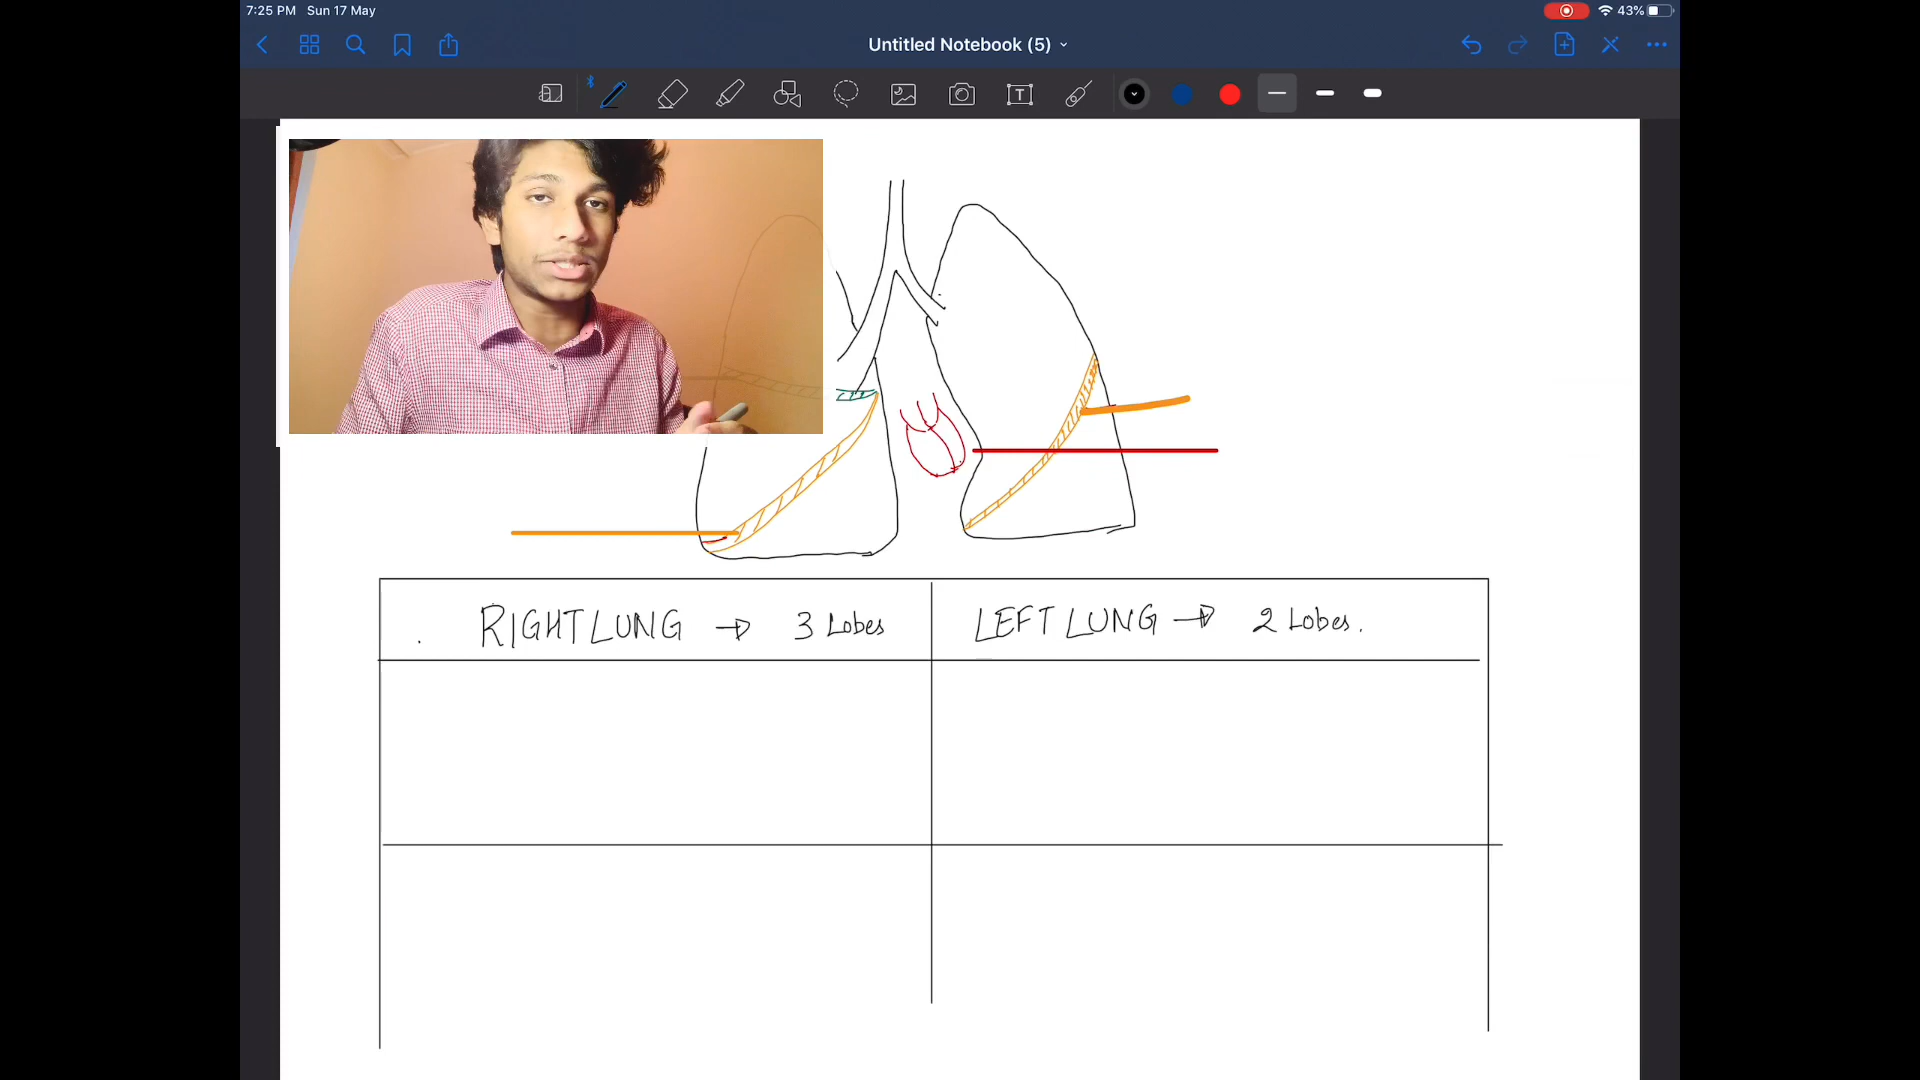 7:25 PM Sun 17 May
43%
Untitled Notebook (5)
T
RIGHT LUNG → 3 Lobes
LEFT LUNG → 2 Lobes.